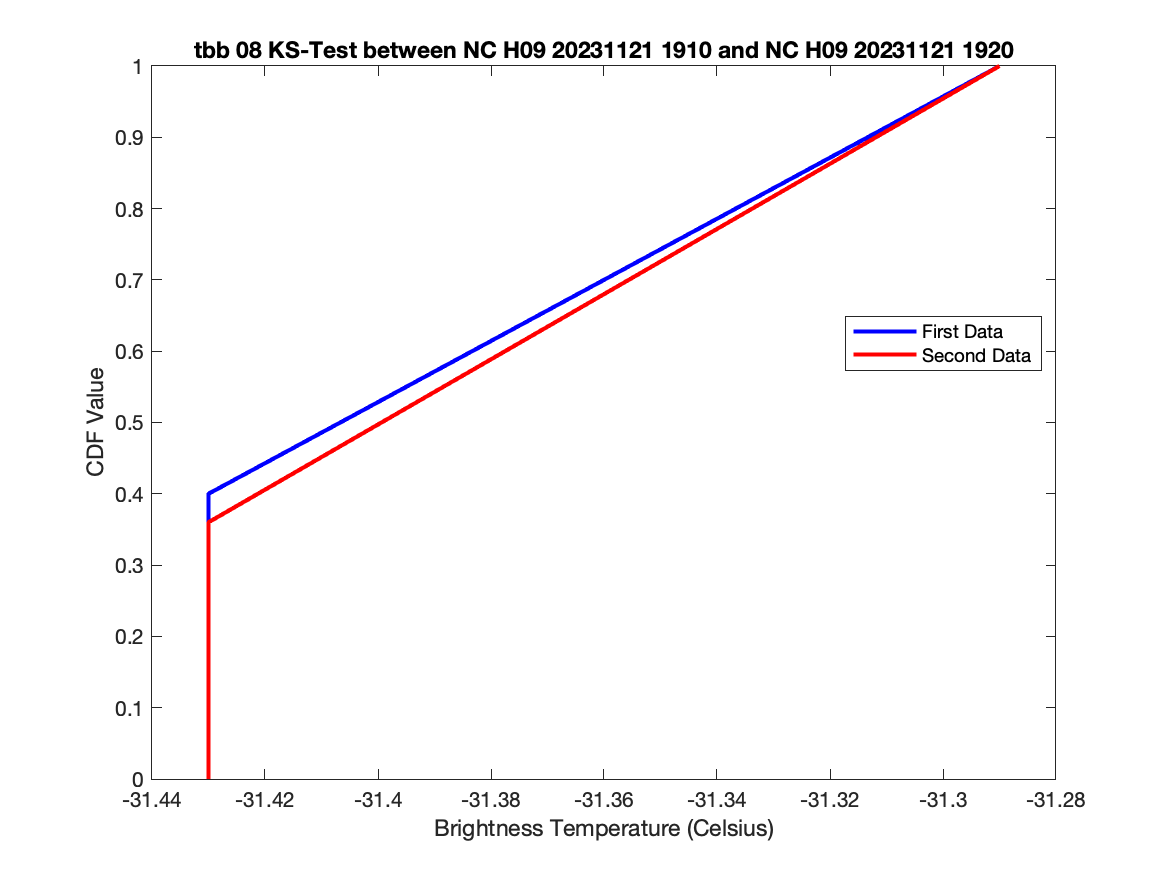 tbb 08 KS-Test between NC H09 20231121 1910 and NC H09 20231121 1920
1
0.9
0.8
0.7
0.6
0.5
0.4
0.3
0.2
0.1
0
CDF Value
First Data
Second Data
-31.44 -31.42 -31.4 -31.38 -31.36 -31.34 -31.32 -31.3 -31.28
Brightness Temperature (Celsius)